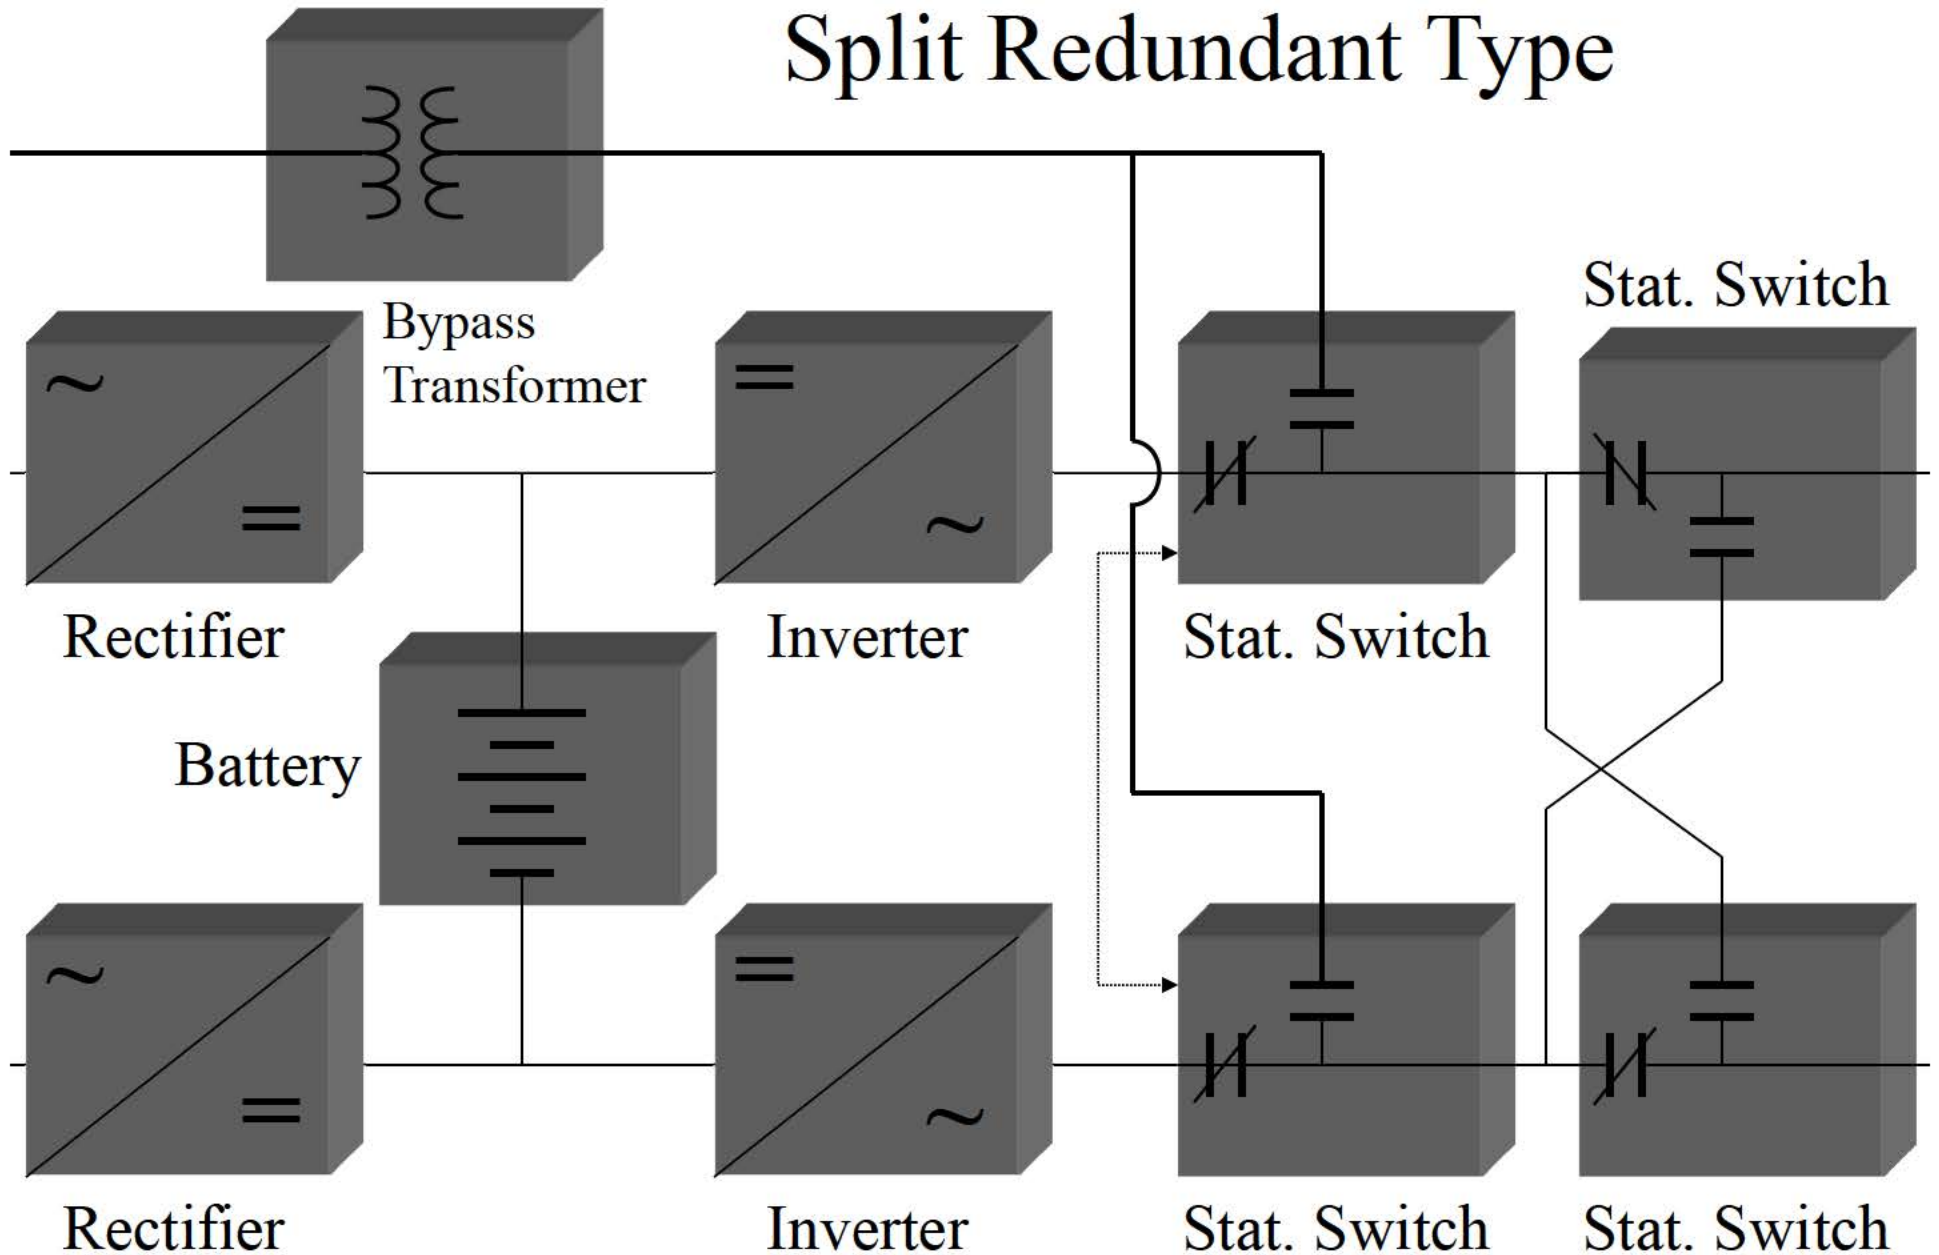 Split Redundant Type
Bypass
Transformer
Stat. Switch
~
=
=
~
Rectifier
Inverter
Stat. Switch
Battery
~
=
=
~
Rectifier
Inverter
Stat. Switch
Stat. Switch